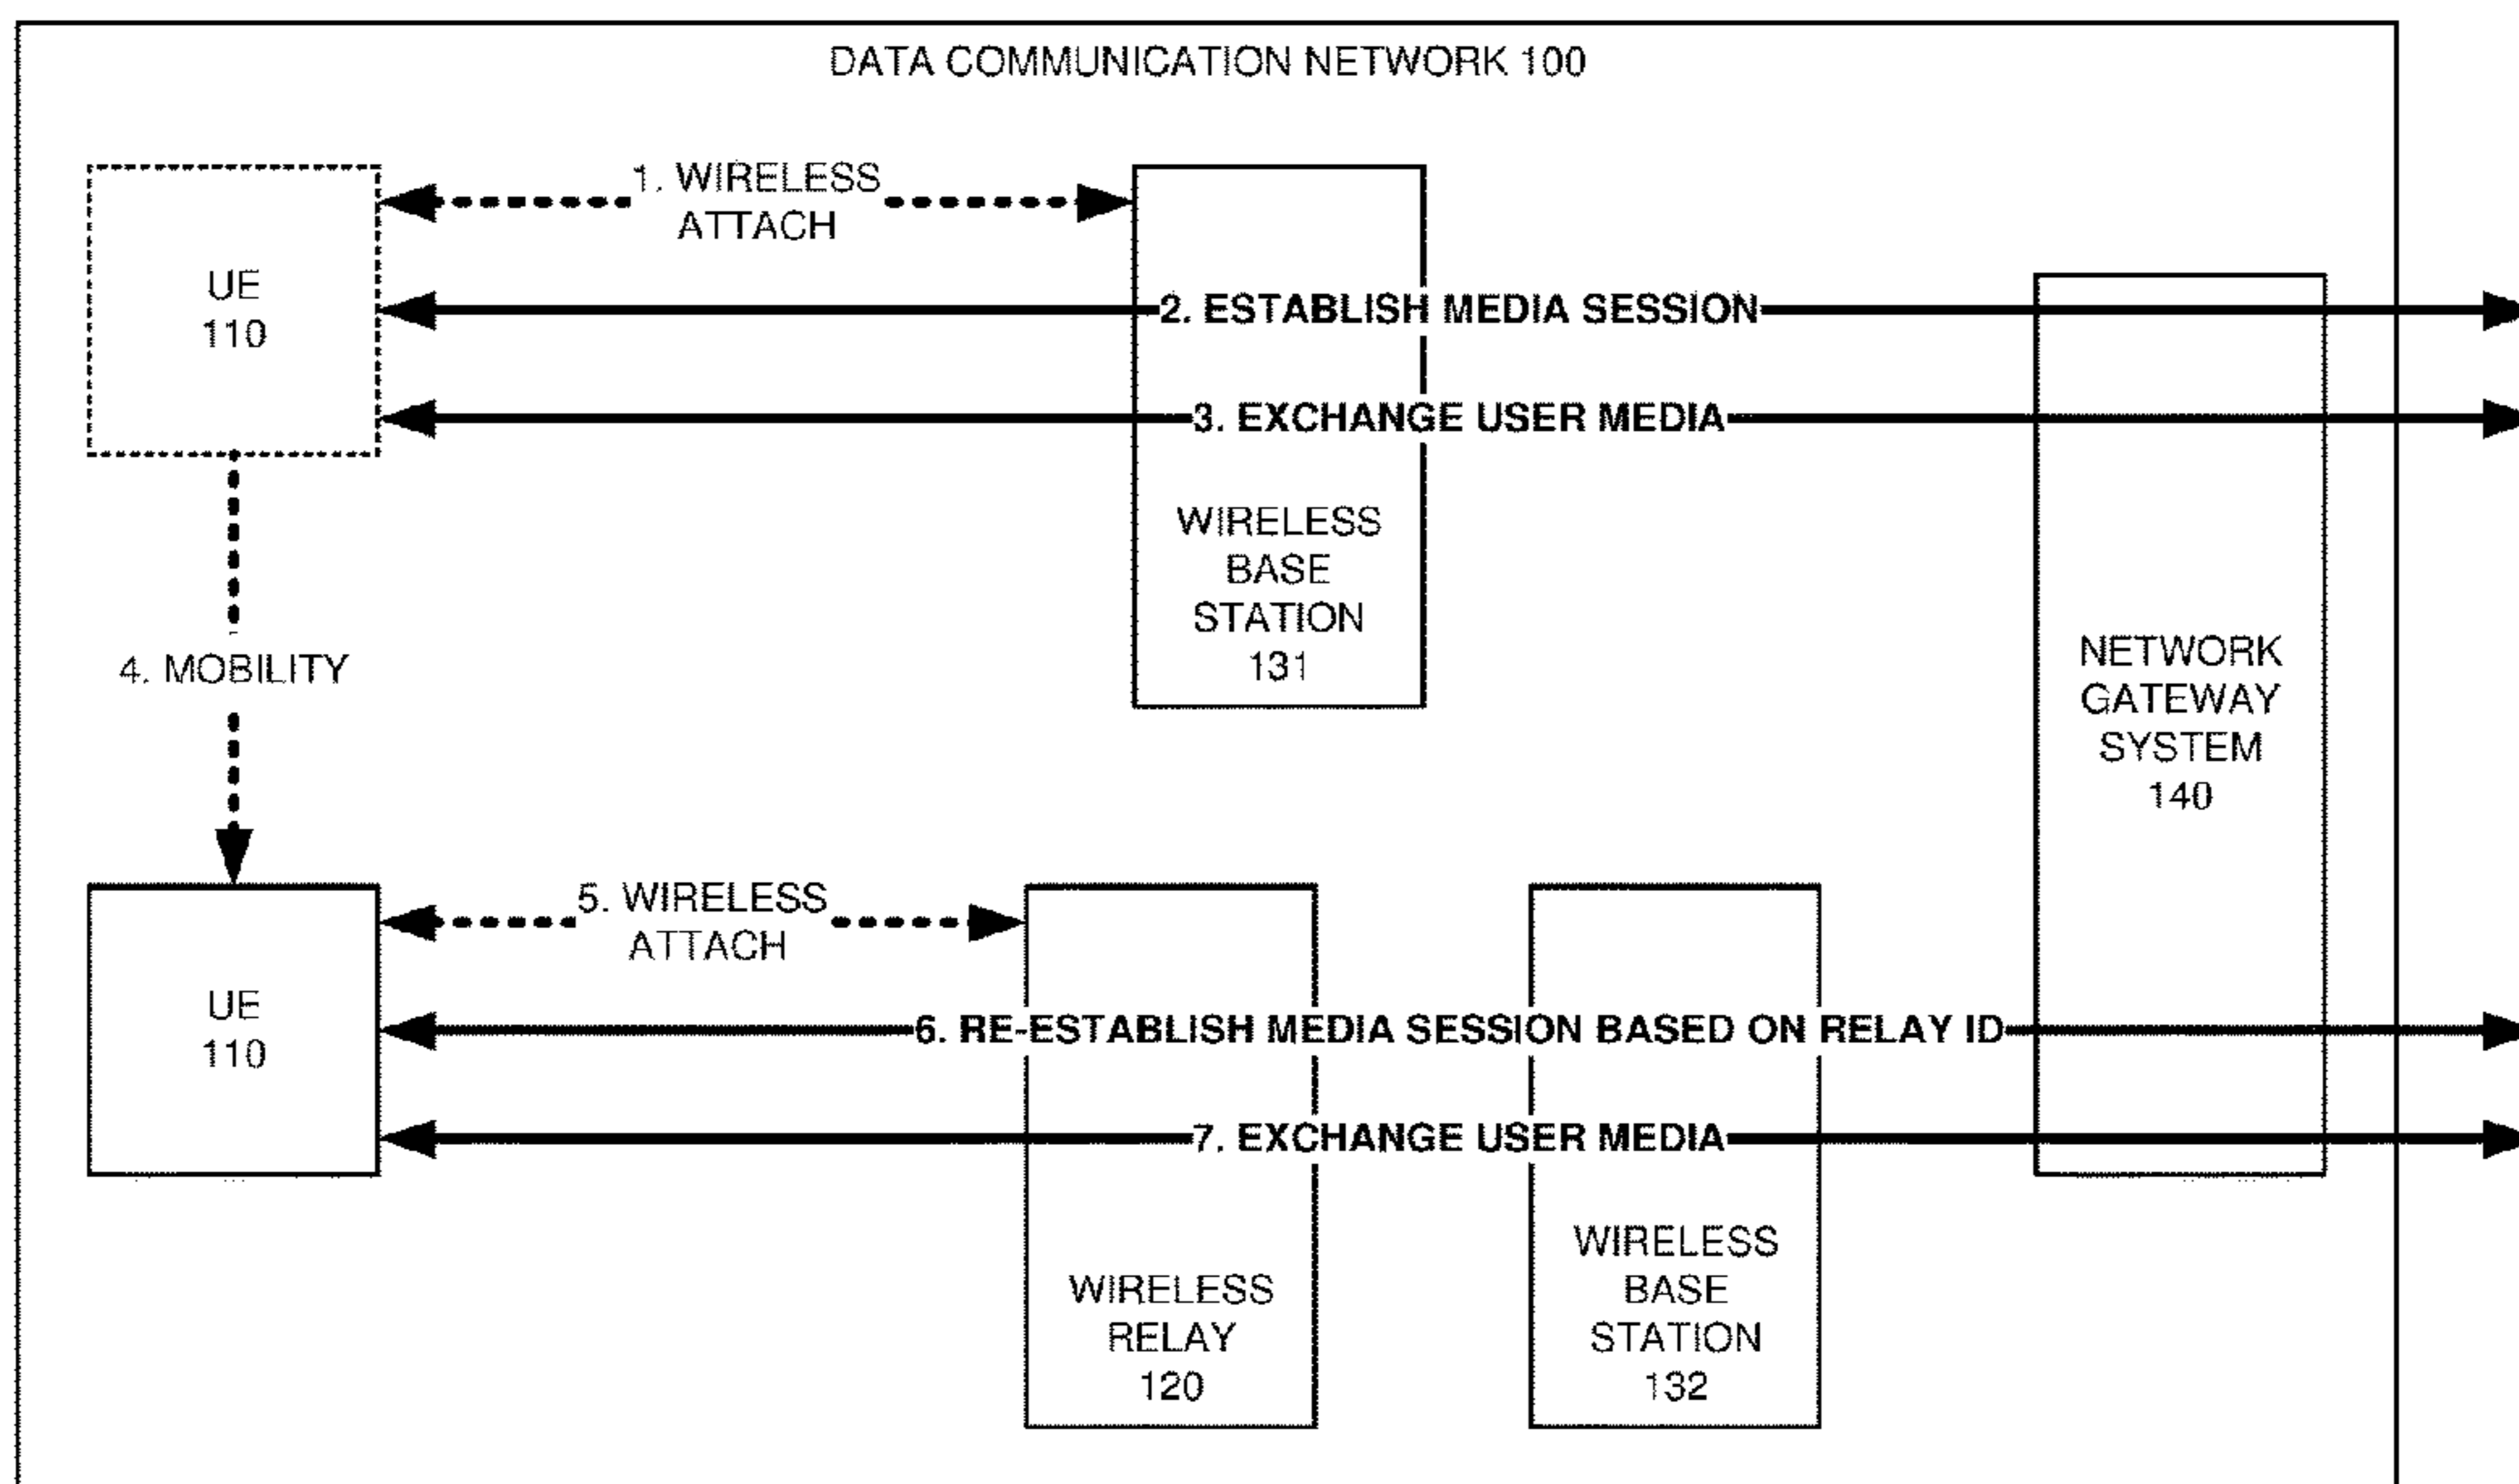 DATA COMMUNICATION NETWORK 100
1. WIRELESS
ATTACH
UE
110
2. ESTABLISH MEDIA SESSION
3. EXCHANGE USER MEDIA
WIRELESS
BASE
STATION
131
4. MOBILITY
NETWORK
GATEWAY
SYSTEM
140
5. WIRELESS
ATTACH
UE
110
6. RE-ESTABLISH MEDIA SESSION BASED ON RELAY ID
7. EXCHANGE USER MEDIA
WIRELESS
RELAY
120
WIRELESS
BASE
STATION
132